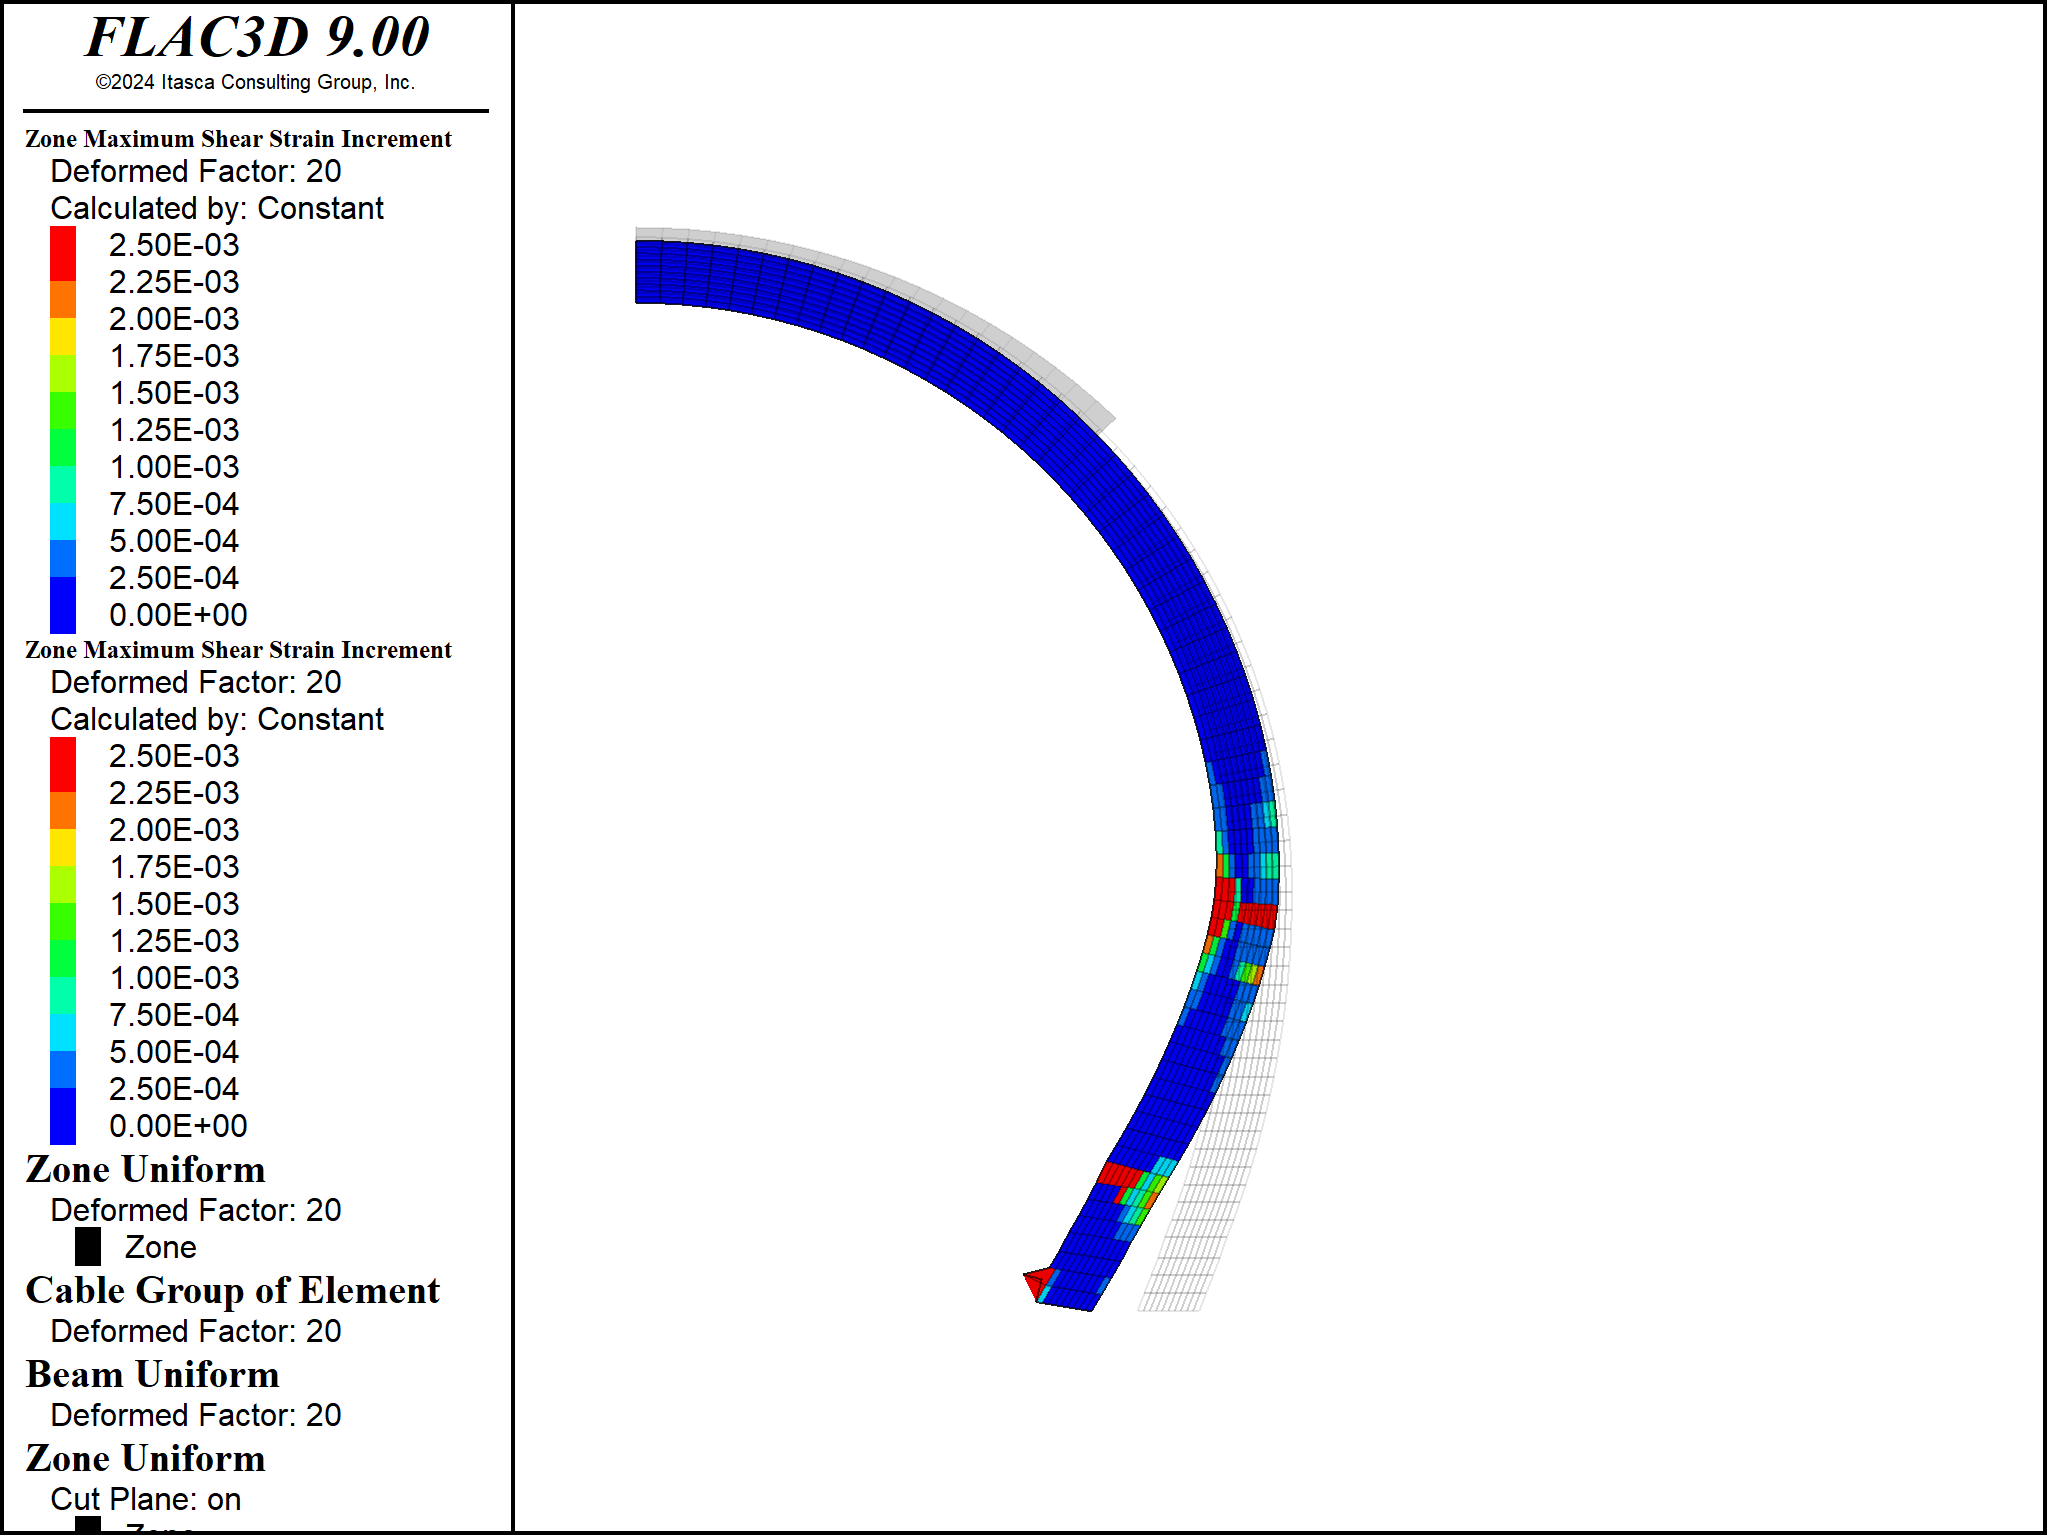 FLAC3D 9.00
©2024 Itasca Consulting Group, Inc.
Zone Maximum Shear Strain Increment
Deformed Factor: 20
Calculated by: Constant
2.50E-03
2.25E-03
2.00E-03
1.75E-03
1.50E-03
1.25E-03
1.00E-03
7.50E-04
5.00E-04
2.50E-04
0.00E+00
Zone Maximum Shear Strain Increment
Deformed Factor: 20
Calculated by: Constant
2.50E-03
2.25E-03
2.00E-03
1.75E-03
1.50E-03
1.25E-03
1.00E-03
7.50E-04
5.00E-04
2.50E-04
0.00E+00
Zone Uniform
Deformed Factor: 20
Zone
Cable Group of Element
Deformed Factor: 20
Beam Uniform
Deformed Factor: 20
Zone Uniform
Cut Plane: on